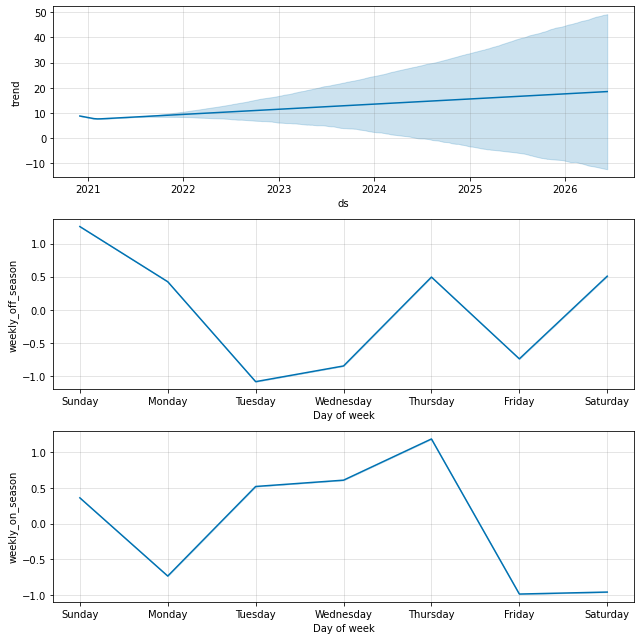 trend
50
40
30
20
10
0
−10
2021 2022 2023 2024 2025 2026
ds
weekly_off_season
1.0
0.5
0.0
−0.5
−1.0
Sunday Monday Tuesday Wednesday Thursday Friday Saturday
Day of week
weekly_on_season
1.0
0.5
0.0
−0.5
−1.0
Sunday Monday Tuesday Wednesday Thursday Friday Saturday
Day of week